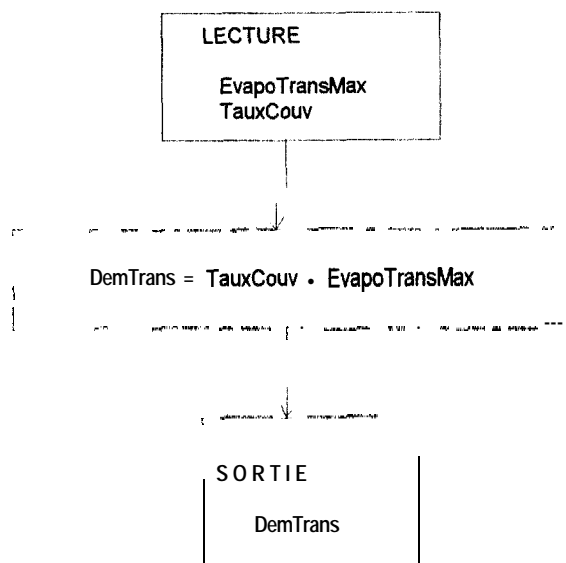 LECTURE
EvapoTransMax
TauxCouv
DemTrans = TauxCouv • EvapoTransMax
SORTIE
DemTrans